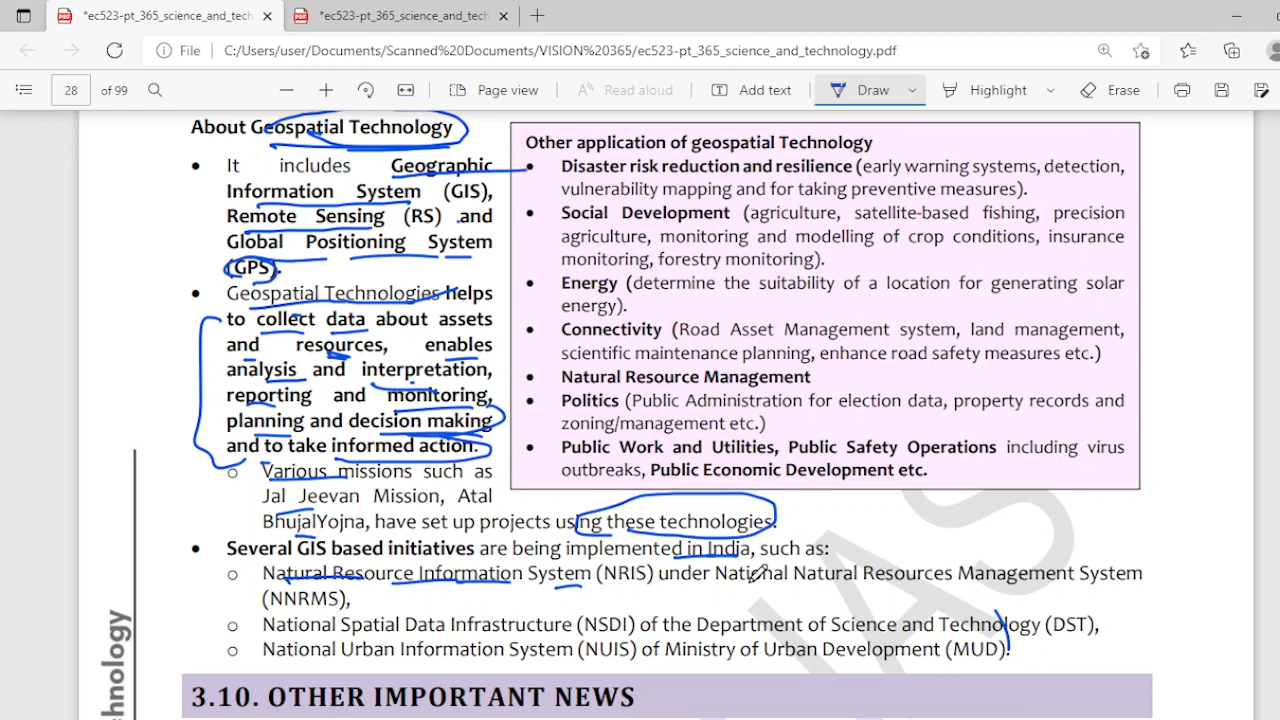 *ec523-pt_365_science_and_tech
*ec523-pt_365_science_and_tech
File C:/Users/user/Documents/Scanned%20Documents/VISION%20365/ec523-pt_365_science_and_technology.pdf
28 of 99 Page view Read aloud Add text Draw Highlight Erase
About Geospatial Technology
• It includes Geographic
Information System (GIS),
Remote Sensing (RS) and
Global Positioning System
(GPS).
• Geospatial Technologies helps
to collect data about assets
and resources, enables
analysis and interpretation,
reporting and monitoring,
planning and decision making
and to take informed action.
o Various missions such as
Jal Jeevan Mission, Atal
BhujalYojna, have set up projects using these technologies.
Other application of geospatial Technology
• Disaster risk reduction and resilience (early warning systems, detection,
vulnerability mapping and for taking preventive measures).
• Social Development (agriculture, satellite-based fishing, precision
agriculture, monitoring and modelling of crop conditions, insurance
monitoring, forestry monitoring).
• Energy (determine the suitability of a location for generating solar
energy).
• Connectivity (Road Asset Management system, land management,
scientific maintenance planning, enhance road safety measures etc.)
• Natural Resource Management
• Politics (Public Administration for election data, property records and
zoning/management etc.)
• Public Work and Utilities, Public Safety Operations including virus
outbreaks, Public Economic Development etc.
• Several GIS based initiatives are being implemented in India, such as:
o Natural Resource Information System (NRIS) under National Natural Resources Management System
(NNRMS),
o National Spatial Data Infrastructure (NSDI) of the Department of Science and Technology (DST),
o National Urban Information System (NUIS) of Ministry of Urban Development (MUD).
3.10. OTHER IMPORTANT NEWS
chnology
IAS